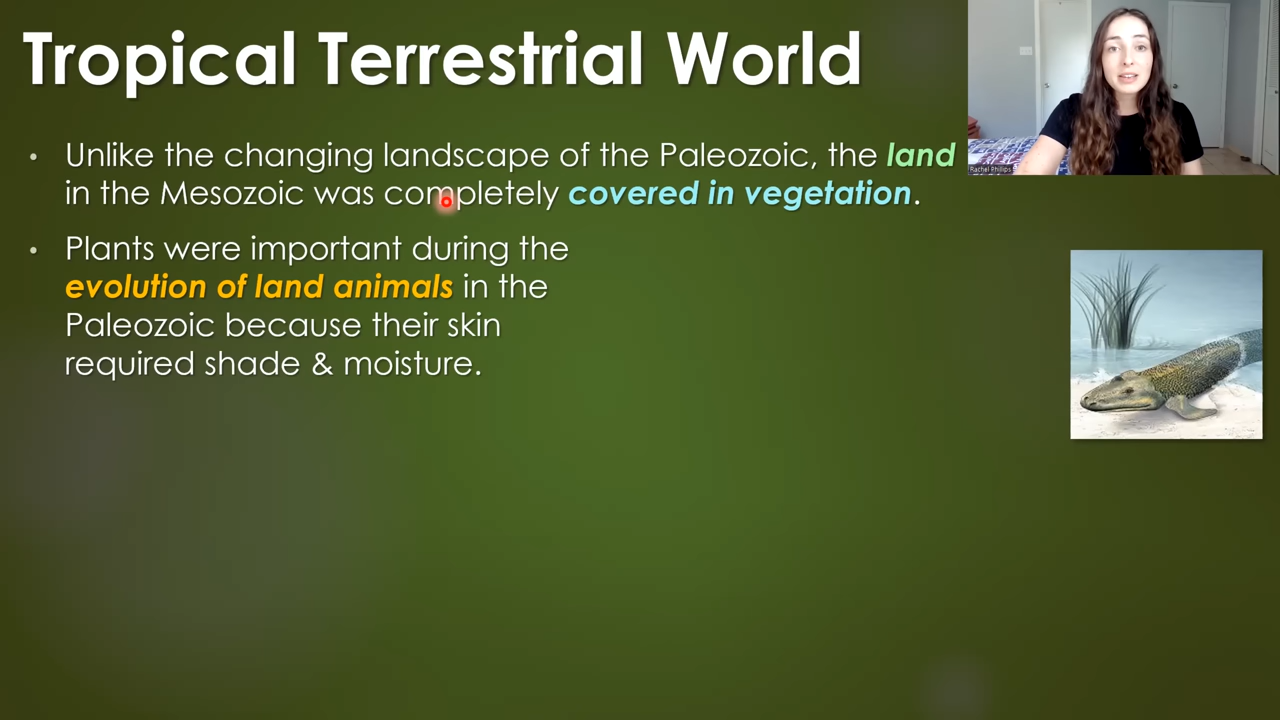 Tropical Terrestrial World
• Unlike the changing landscape of the Paleozoic, the land
in the Mesozoic was completely covered in vegetation.
• Plants were important during the
evolution of land animals in the
Paleozoic because their skin
required shade & moisture.
Rachel Phillips